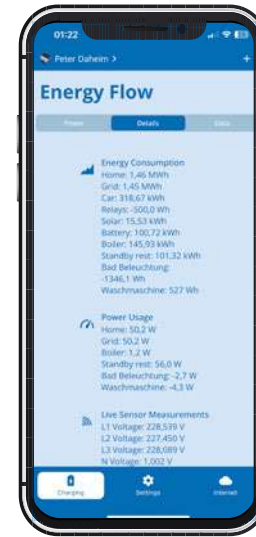 01:22
Peter Daheim >
+
Energy Flow
Power
Details
Data
Energy Consumption
Home: 1,46 MWh
Grid: 1,45 MWh
Car: 318,67 kWh
Relays: -500,0 Wh
Solar: 15,53 kWh
Battery: 100,72 kWh
Boiler: 145,93 kWh
Standby rest: 101,32 kWh
Bad Beleuchtung:
-1346,1 Wh
Waschmaschine: 527 Wh
Power Usage
Home: 50,2 W
Grid: 50,2 W
Boiler: 1,2 W
Standby rest: 56,0 W
Bad Beleuchtung: -2,7 W
Waschmaschine: -4,3 W
Live Sensor Measurements
L1 Voltage: 228,539 V
L2 Voltage: 227,450 V
L3 Voltage: 228,089 V
N Voltage: 1,002 V
Charging
Settings
Internet